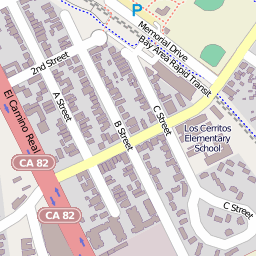 P
Memorial Drive
Bay Area Rapid Transit
2nd Street
El Camino Real
A Street
B Street
C Street
Los Cerritos
Elementary
School
CA 82
CA 82
C Street